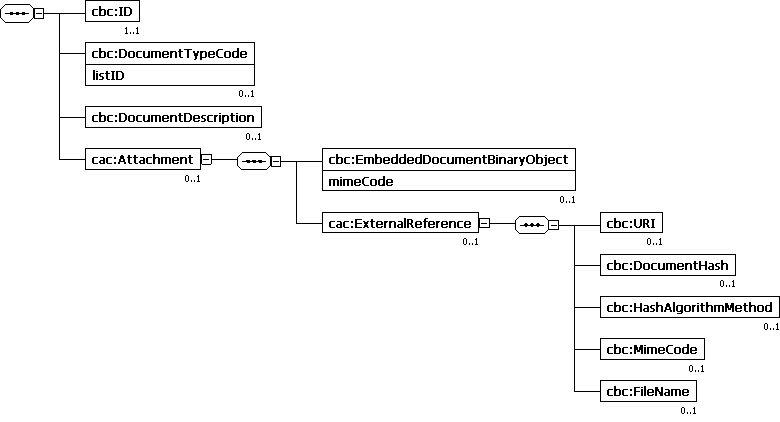 cbc:ID
1..1
cbc:DocumentTypeCode
listID
0..1
cbc:DocumentDescription
0..1
cac:Attachment
0..1
cbc:EmbeddedDocumentBinaryObject
mimeCode
0..1
cac:ExternalReference
0..1
cbc:URI
0..1
cbc:DocumentHash
0..1
cbc:HashAlgorithmMethod
0..1
cbc:MimeCode
0..1
cbc:FileName
0..1